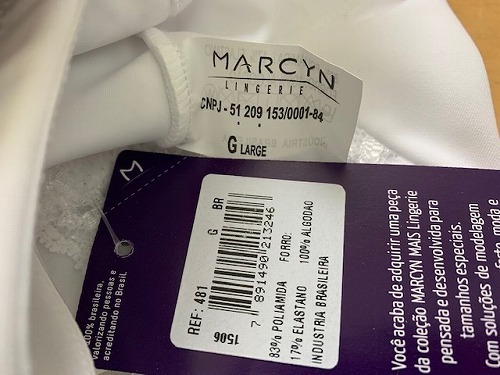 MARCYN
LINGERIE
CNPJ - 51 209 153/0001-84
G LARGE
M
REF: 481 G BR
1506
7 891490 213246
83% POLIAMIDA FORRO:
17% ELASTANO 100% ALGODÃO
INDUSTRIA BRASILEIRA
100% brasileira,
valorizando pessoas e
acreditando no Brasil.
Você acaba de adquirir uma peça
da coleção MARCYN MAIS Lingerie
pensada e desenvolvida para
tamanhos especiais.
Com soluções de modelagem
moda e